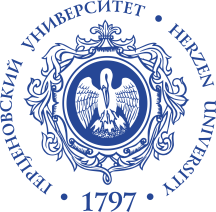 ГЕРЦЕНОВСКИЙ УНИВЕРСИТЕТ • HERZEN UNIVERSITY
• 1797 •